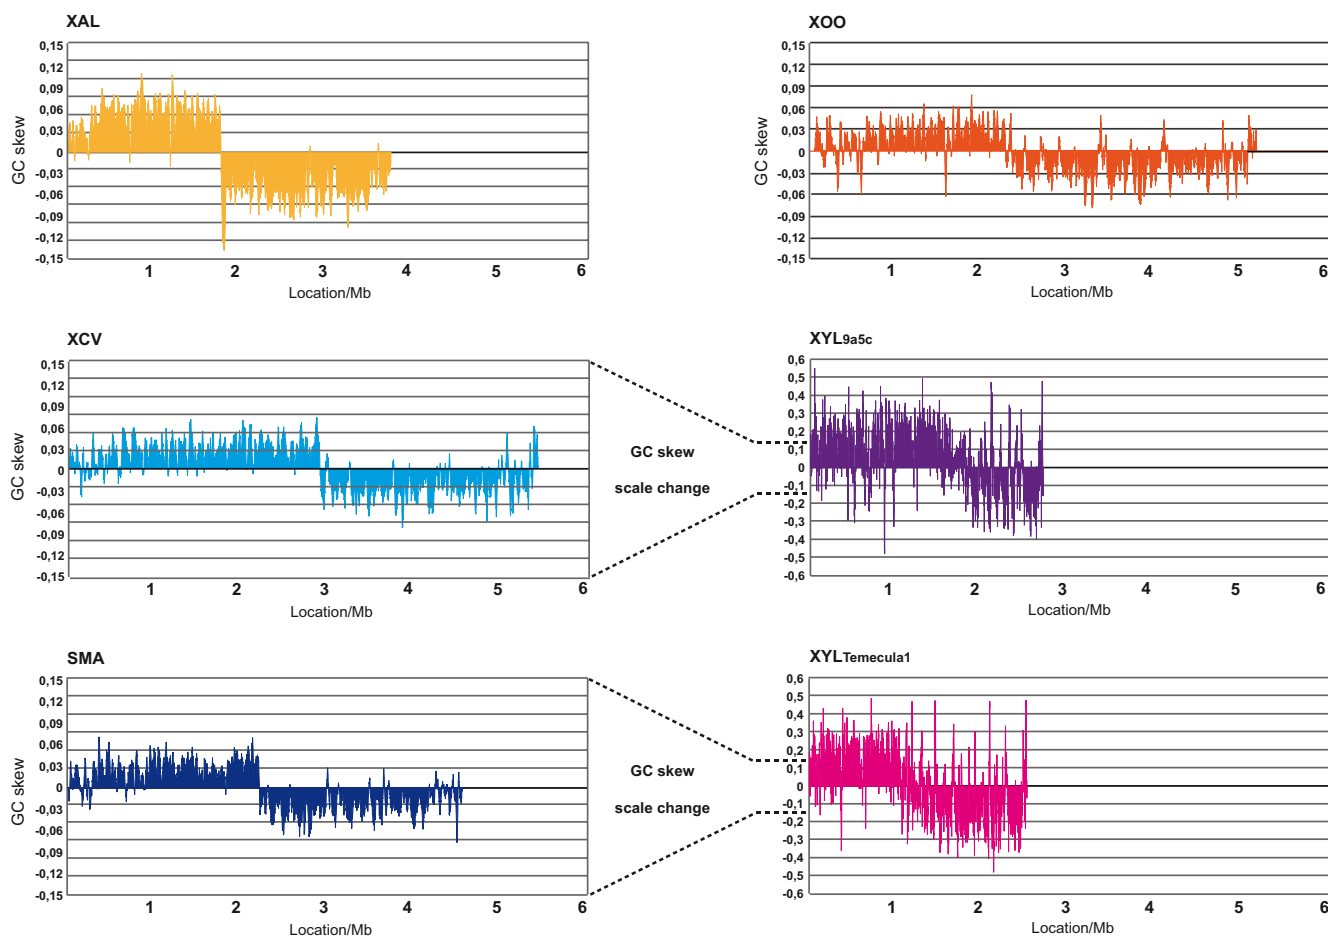 XAL
0,15
0,12
0,09
0,06
0,03
0
-0,03
-0,06
-0,09
-0,12
-0,15
GC skew
1 2 3 4 5 6
Location/Mb
XOO
0,15
0,12
0,09
0,06
0,03
0
-0,03
-0,06
-0,09
-0,12
-0,15
GC skew
1 2 3 4 5 6
Location/Mb
XCV
0,15
0,12
0,09
0,06
0,03
0
-0,03
-0,06
-0,09
-0,12
-0,15
GC skew
1 2 3 4 5 6
Location/Mb
GC skew
scale change
XYL9a5c
0,6
0,5
0,4
0,3
0,2
0,1
0
-0,1
-0,2
-0,3
-0,4
-0,5
-0,6
1 2 3 4 5 6
Location/Mb
SMA
0,15
0,12
0,09
0,06
0,03
0
-0,03
-0,06
-0,09
-0,12
-0,15
GC skew
1 2 3 4 5 6
Location/Mb
GC skew
scale change
XYLTemecula1
0,6
0,5
0,4
0,3
0,2
0,1
0
-0,1
-0,2
-0,3
-0,4
-0,5
-0,6
1 2 3 4 5 6
Location/Mb